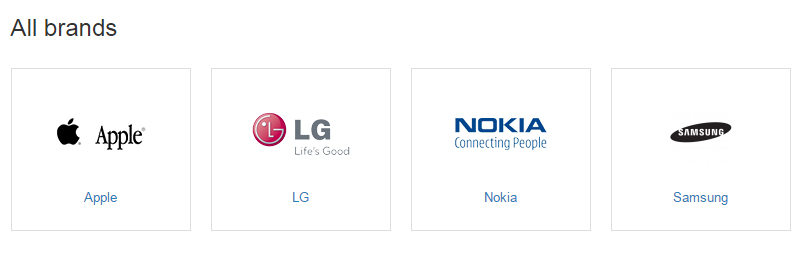 All brands
Apple
LG
Life's Good
NOKIA
Connecting People
SAMSUNG
Apple
LG
Nokia
Samsung